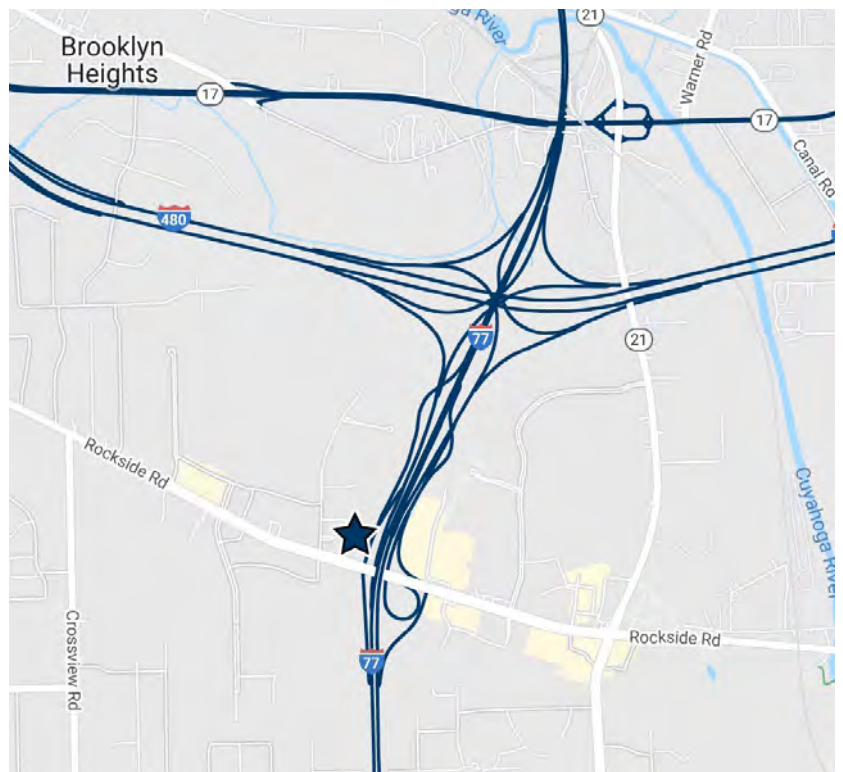 21
Cuyahoga River
Brooklyn
Heights
Warner Rd
17
17
Canal Rd
480
77
21
Rockside Rd
Cuyahoga River
Crossview Rd
Rockside Rd
77